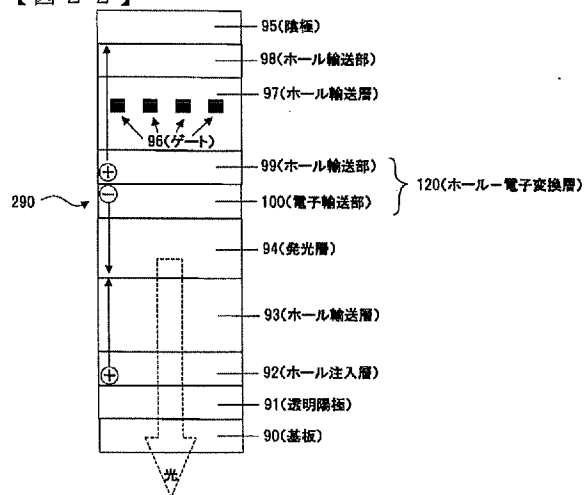 95(陰極)
98(ホール輸送部)
97(ホール輸送層)
96(ゲート)
99(ホール輸送部)
120(ホール－電子変換層)
290
100(電子輸送部)
94(発光層)
93(ホール輸送層)
92(ホール注入層)
91(透明陽極)
90(基板)
光